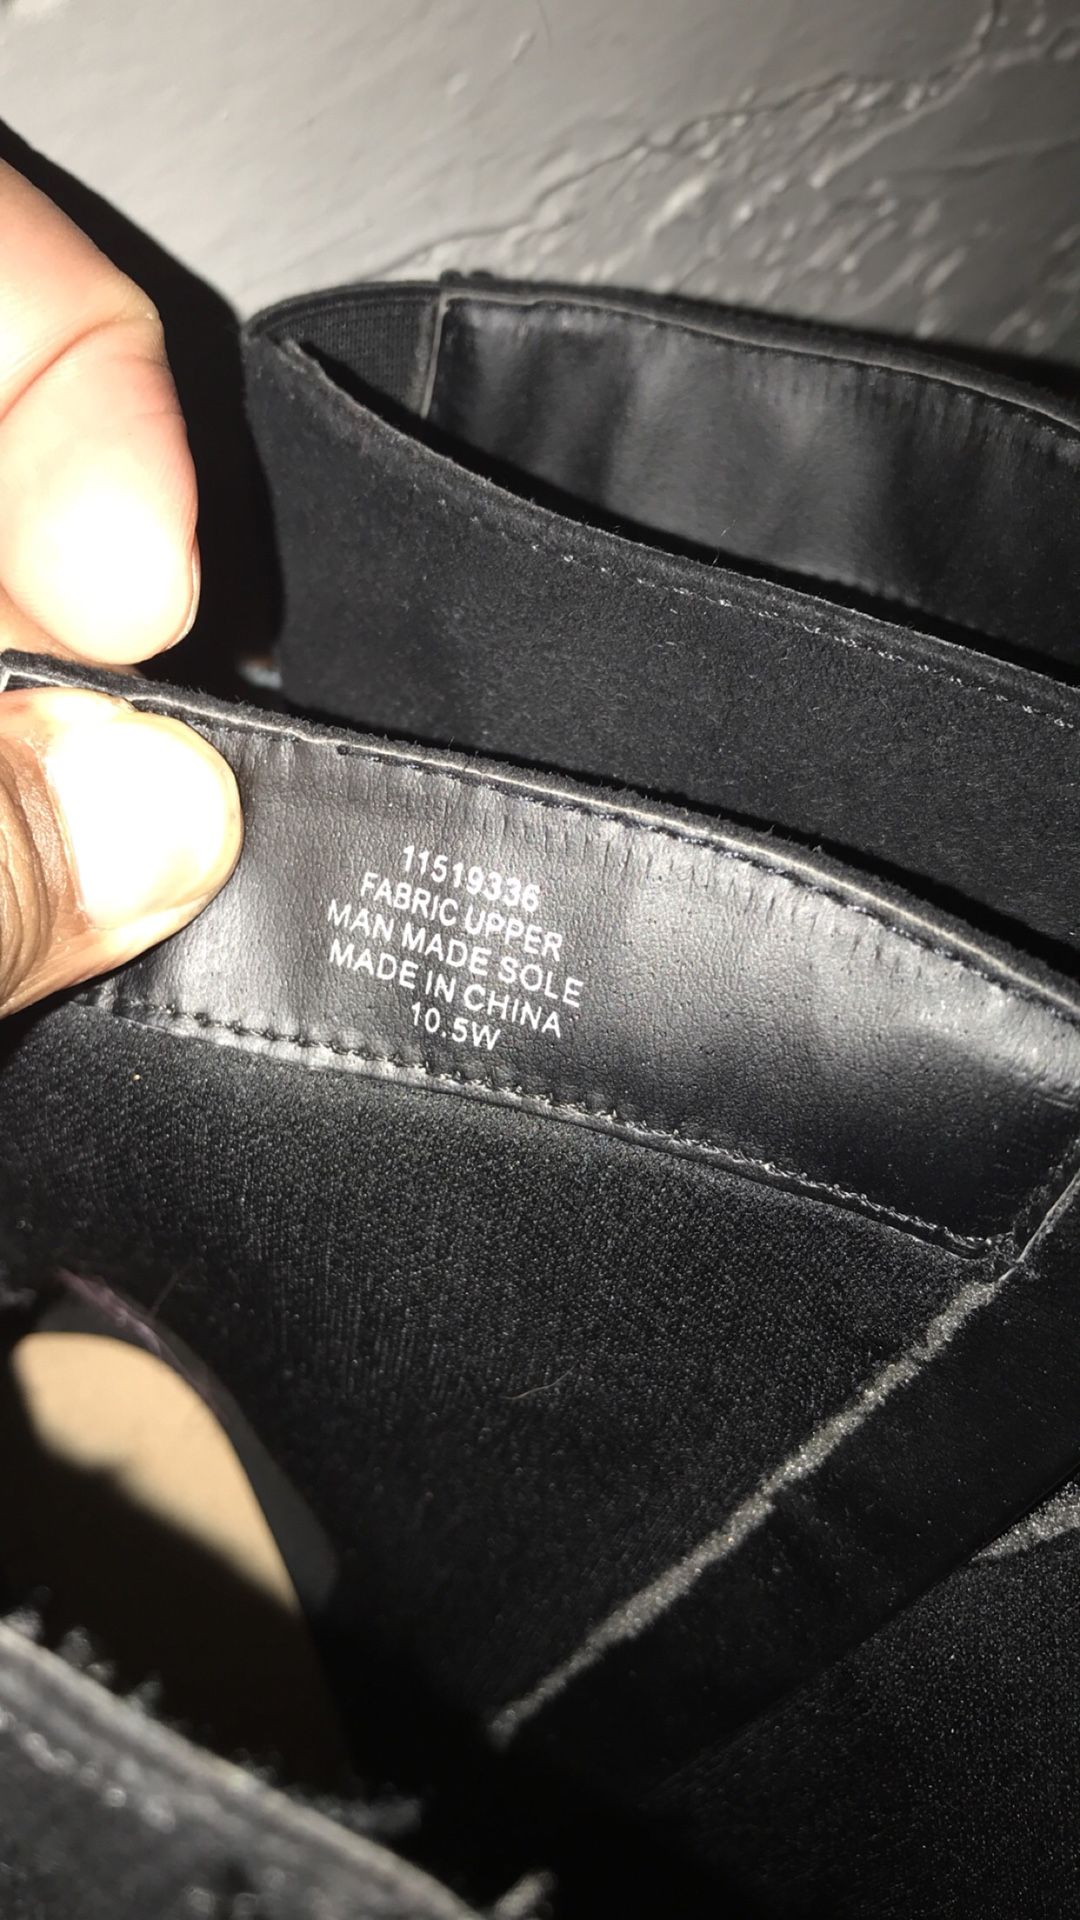 11519336
FABRIC UPPER
MAN MADE SOLE
MADE IN CHINA
10.5W